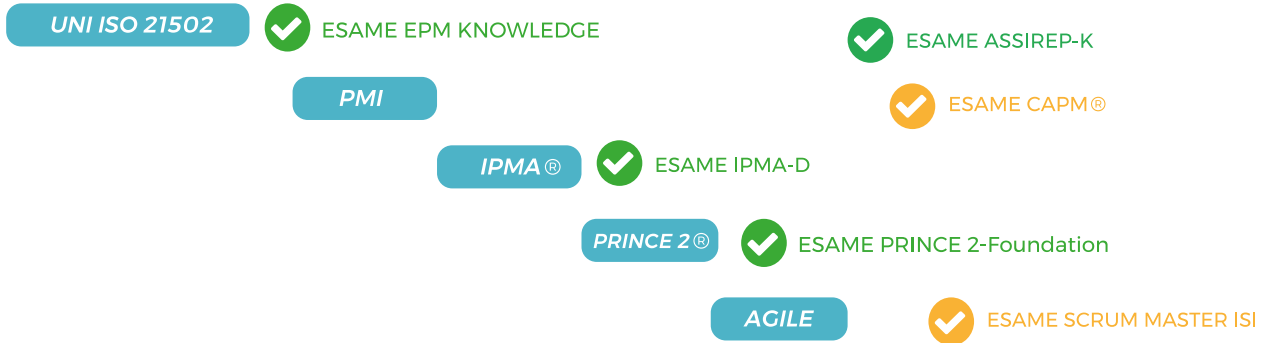 UNI ISO 21502
ESAME EPM KNOWLEDGE
ESAME ASSIREP-K
PMI
ESAME CAPM®
IPMA®
ESAME IPMA-D
PRINCE 2®
ESAME PRINCE 2-Foundation
AGILE
ESAME SCRUM MASTER ISI